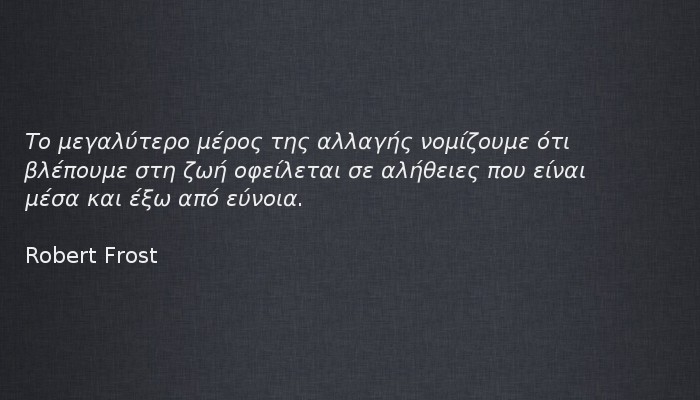 Το μεγαλύτερο μέρος της αλλαγής νομίζουμε ότι
βλέπουμε στη ζωή οφείλεται σε αλήθειες που είναι
μέσα και έξω από εύνοια.
Robert Frost